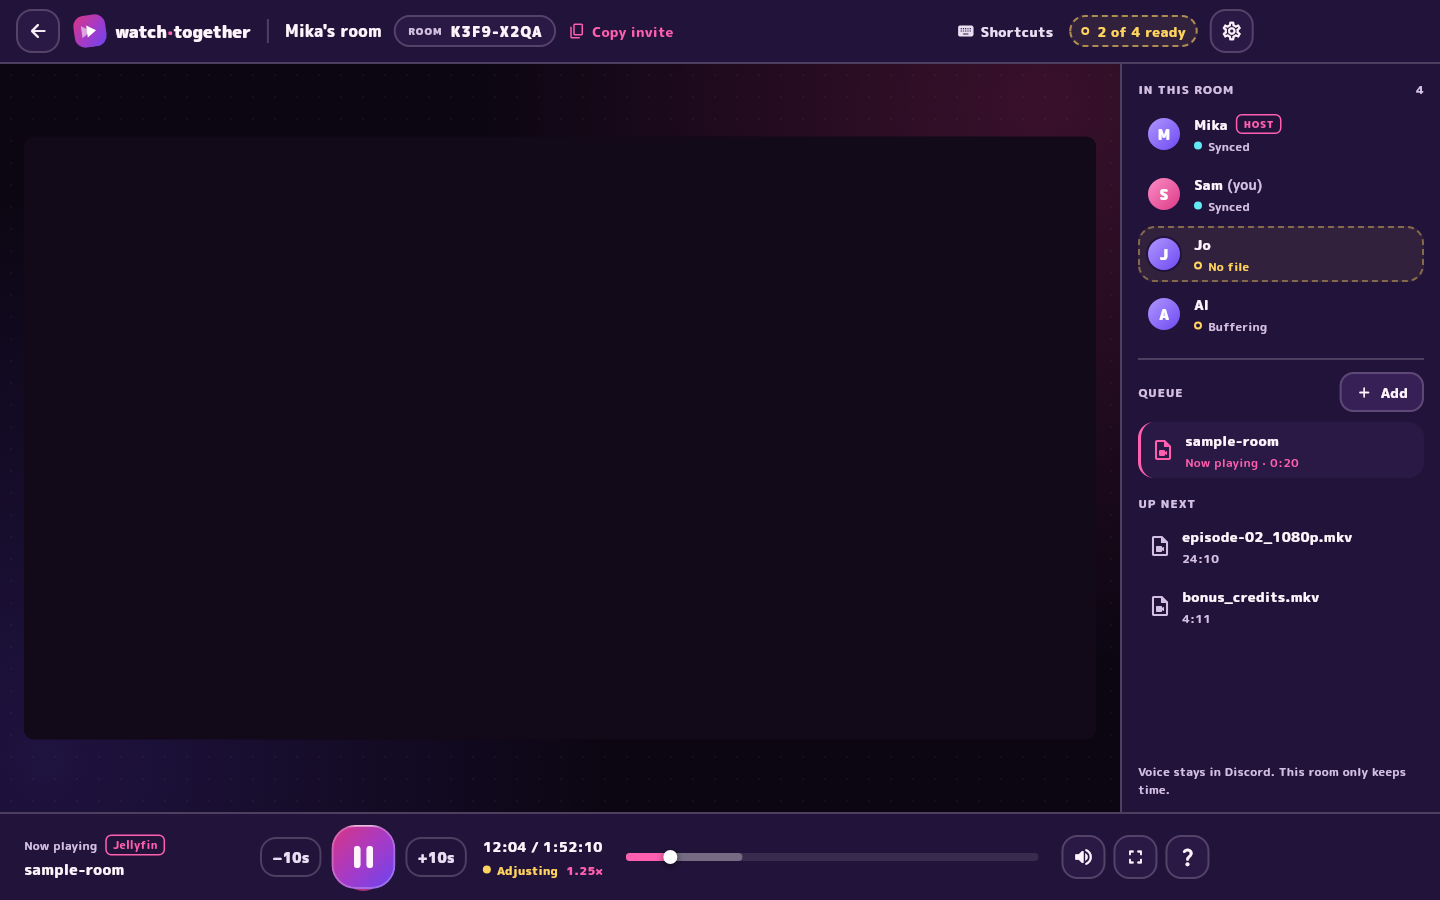 watch·together
Mika's room
ROOM K3F9-X2QA
Copy invite
Shortcuts
2 of 4 ready
IN THIS ROOM 4
M
Mika HOST
Synced
S
Sam (you)
Synced
J
Jo
No file
A
Al
Buffering
QUEUE
+ Add
sample-room
Now playing · 0:20
UP NEXT
episode-02_1080p.mkv
24:10
bonus_credits.mkv
4:11
Voice stays in Discord. This room only keeps
time.
Now playing Jellyfin
sample-room
−10s
+10s
12:04 / 1:52:10
Adjusting 1.25×
?